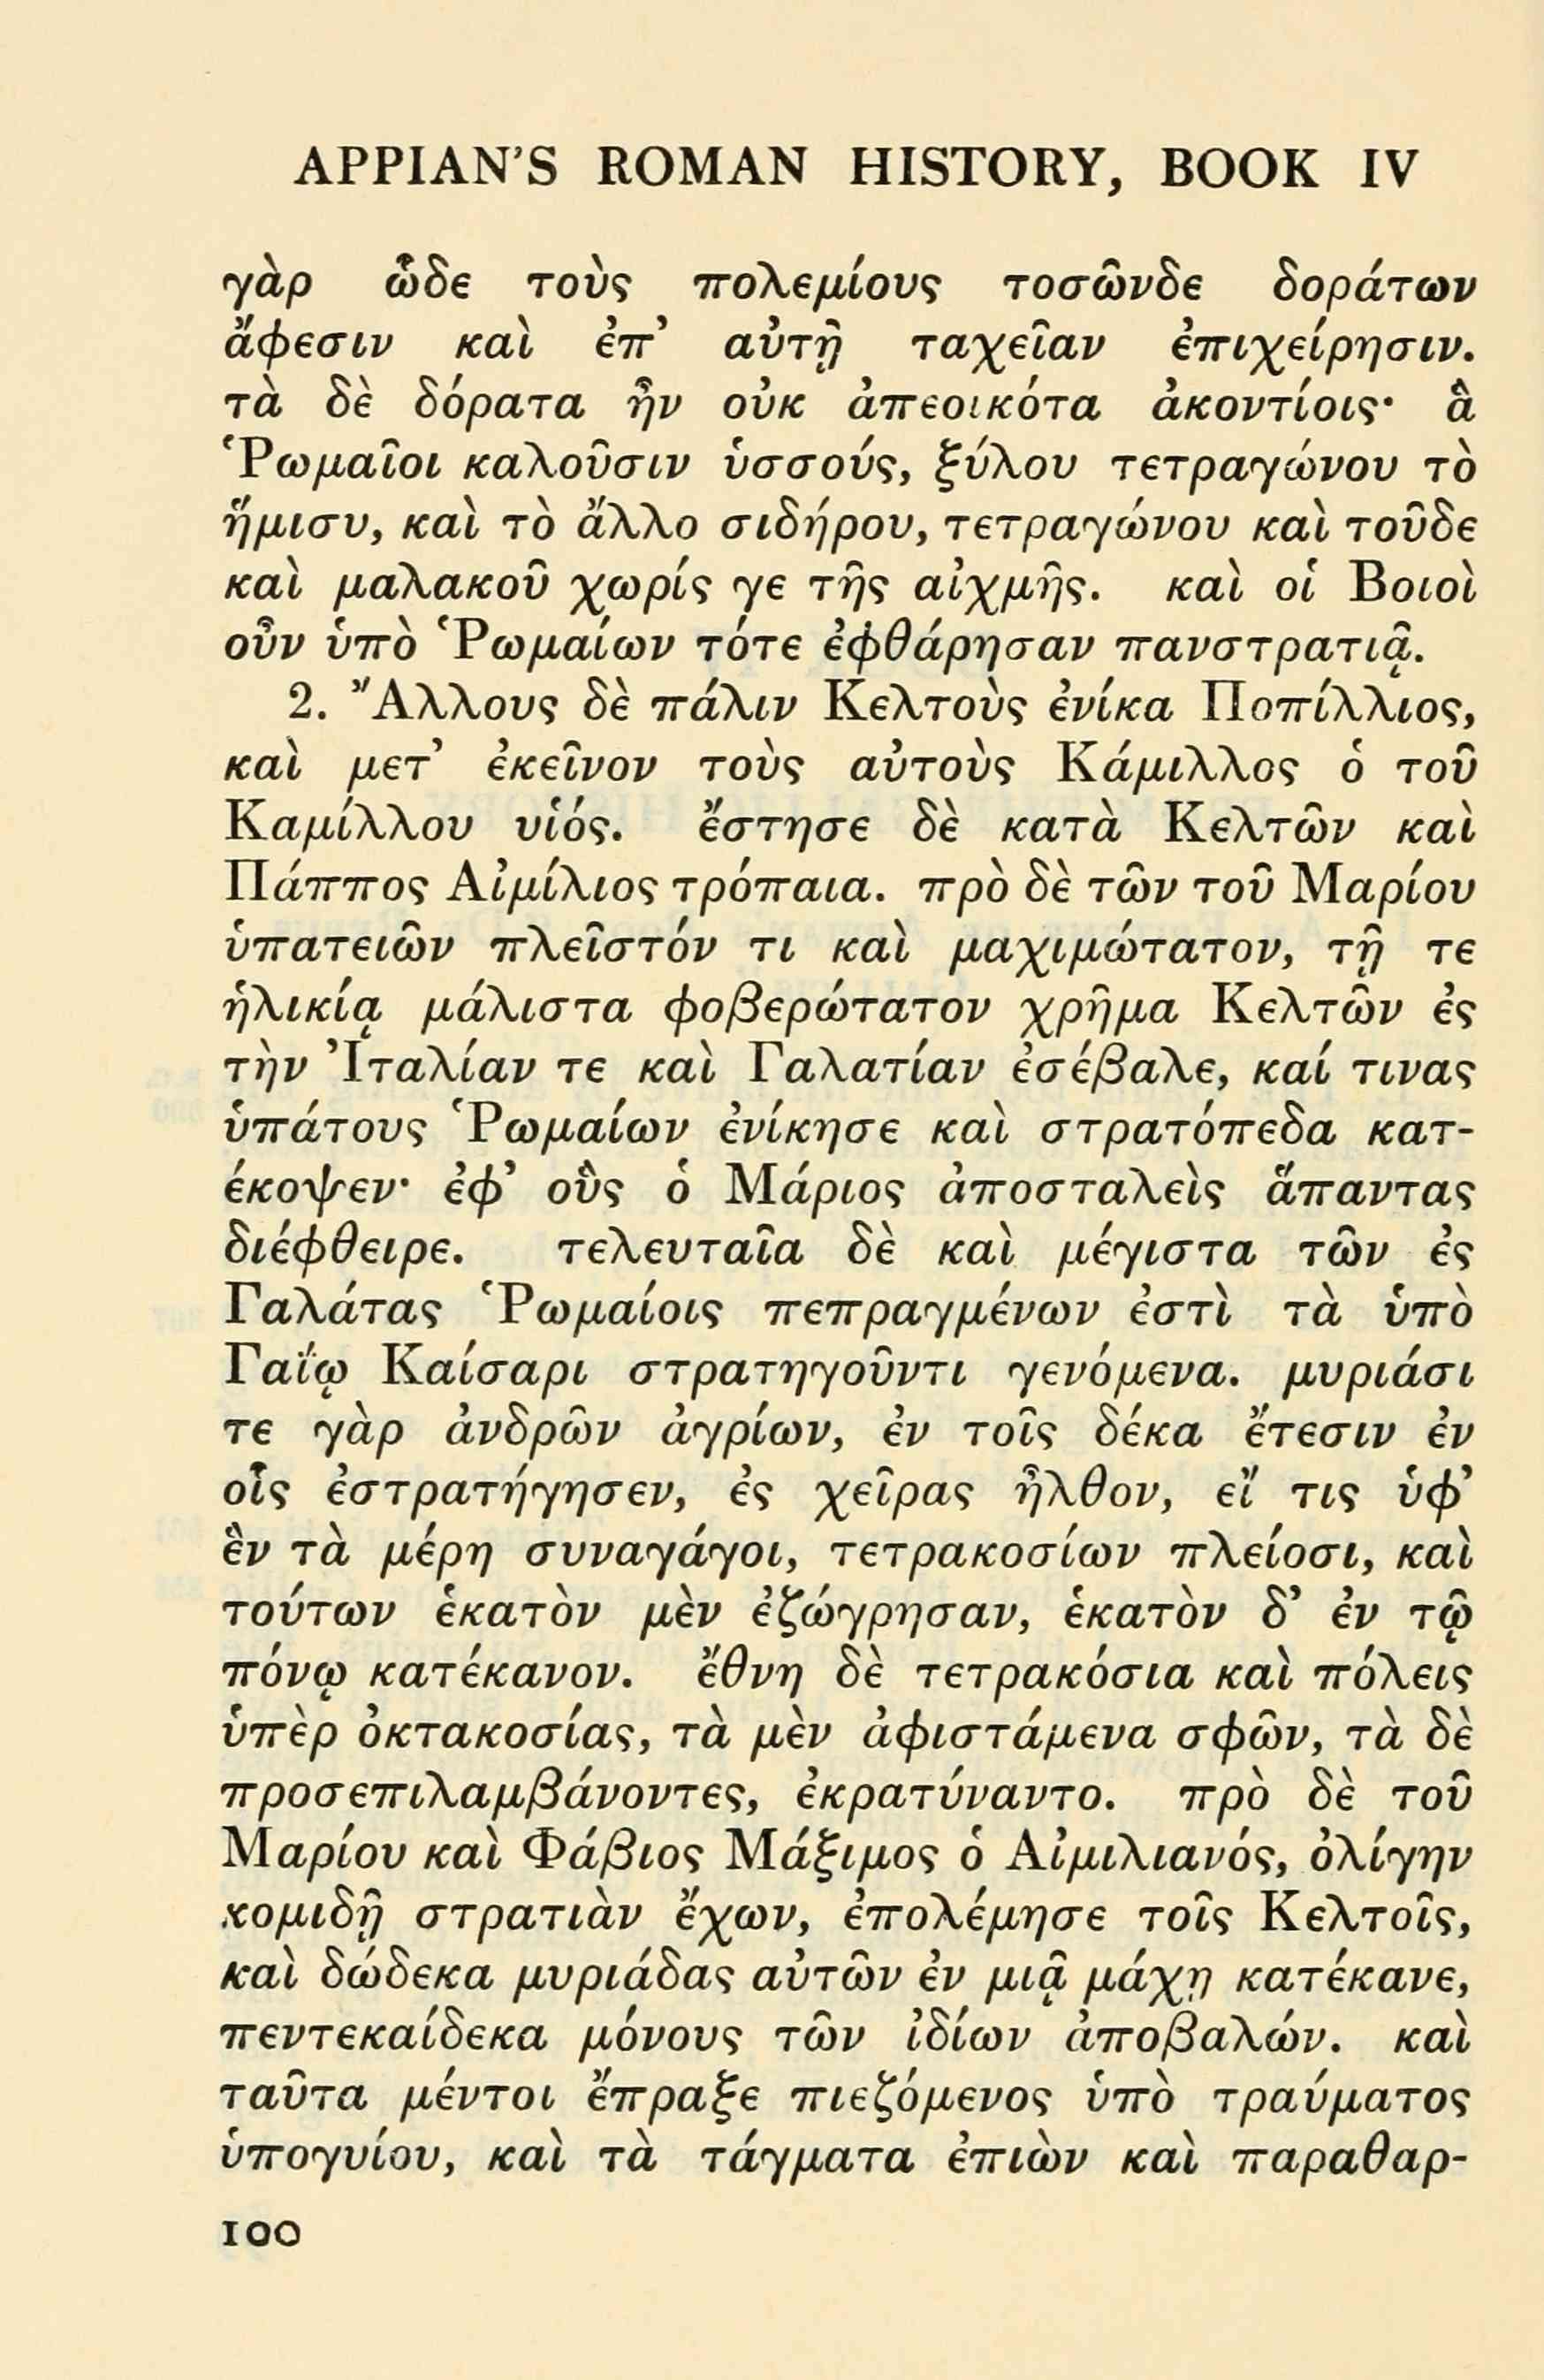 APPIAN'S ROMAN HISTORY, BOOK IV
γὰρ ὧδε τοὺς πολεμίους τοσῶνδε δοράτων
ἄφεσιν καὶ ἐπ' αὐτῇ ταχεῖαν ἐπιχείρησιν.
τὰ δὲ δόρατα ἦν οὐκ ἀπεοικότα ἀκοντίοις· ἃ
Ῥωμαῖοι καλοῦσιν ὑσσούς, ξύλου τετραγώνου τὸ
ἥμισυ, καὶ τὸ ἄλλο σιδήρου, τετραγώνου καὶ τοῦδε
καὶ μαλακοῦ χωρίς γε τῆς αἰχμῆς. καὶ οἱ Βοιοὶ
οὖν ὑπὸ Ῥωμαίων τότε ἐφθάρησαν πανστρατιᾷ.
2. Ἄλλους δὲ πάλιν Κελτοὺς ἐνίκα Ποπίλλιος,
καὶ μετ' ἐκεῖνον τοὺς αὐτοὺς Κάμιλλος ὁ τοῦ
Καμίλλου υἱός. ἔστησε δὲ κατὰ Κελτῶν καὶ
Πάππος Αἰμίλιος τρόπαια. πρὸ δὲ τῶν τοῦ Μαρίου
ὑπατειῶν πλεῖστόν τι καὶ μαχιμώτατον, τῇ τε
ἡλικίᾳ μάλιστα φοβερώτατον χρῆμα Κελτῶν ἐς
τὴν Ἰταλίαν τε καὶ Γαλατίαν ἐσέβαλε, καί τινας
ὑπάτους Ῥωμαίων ἐνίκησε καὶ στρατόπεδα κατ-
έκοψεν· ἐφ' οὓς ὁ Μάριος ἀποσταλεὶς ἅπαντας
διέφθειρε. τελευταῖα δὲ καὶ μέγιστα τῶν ἐς
Γαλάτας Ῥωμαίοις πεπραγμένων ἐστὶ τὰ ὑπὸ
Γαΐῳ Καίσαρι στρατηγοῦντι γενόμενα. μυριάσι
τε γὰρ ἀνδρῶν ἀγρίων, ἐν τοῖς δέκα ἔτεσιν ἐν
οἷς ἐστρατήγησεν, ἐς χεῖρας ἦλθον, εἴ τις ὑφ'
ἓν τὰ μέρη συναγάγοι, τετρακοσίων πλείοσι, καὶ
τούτων ἑκατὸν μὲν ἐζώγρησαν, ἑκατὸν δ' ἐν τῷ
πόνῳ κατέκανον. ἔθνη δὲ τετρακόσια καὶ πόλεις
ὑπὲρ ὀκτακοσίας, τὰ μὲν ἀφιστάμενα σφῶν, τὰ δὲ
προσεπιλαμβάνοντες, ἐκρατύναντο. πρὸ δὲ τοῦ
Μαρίου καὶ Φάβιος Μάξιμος ὁ Αἰμιλιανός, ὀλίγην
κομιδῇ στρατιὰν ἔχων, ἐπολέμησε τοῖς Κελτοῖς,
καὶ δώδεκα μυριάδας αὐτῶν ἐν μιᾷ μάχῃ κατέκανε,
πεντεκαίδεκα μόνους τῶν ἰδίων ἀποβαλών. καὶ
ταῦτα μέντοι ἔπραξε πιεζόμενος ὑπὸ τραύματος
ὑπογυίου, καὶ τὰ τάγματα ἐπιὼν καὶ παραθαρ-
100